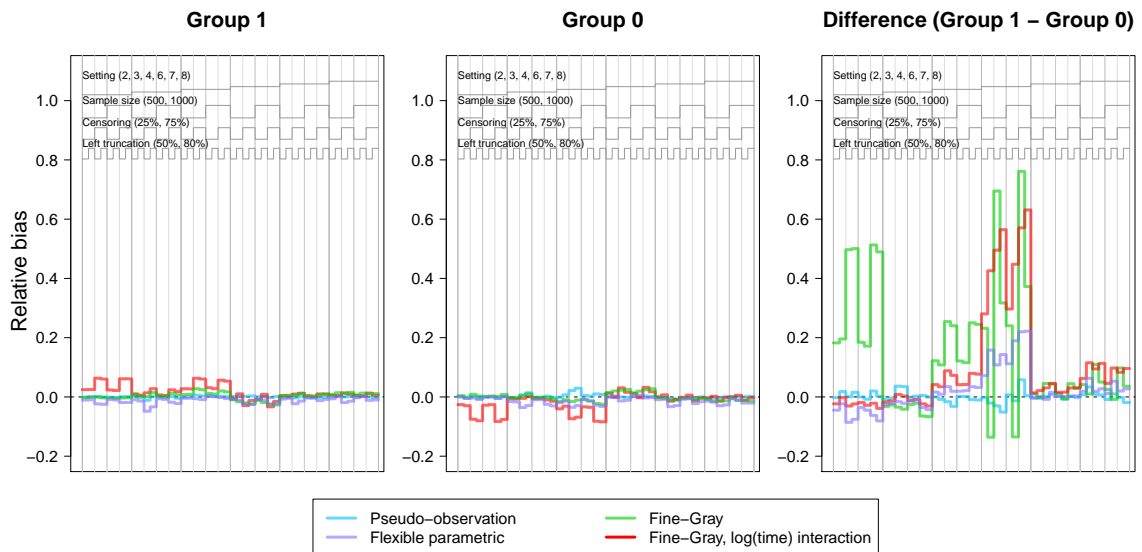 Group 1
Group 0
Difference (Group 1 − Group 0)
Relative bias
1.0
0.8
0.6
0.4
0.2
0.0
−0.2
Setting (2, 3, 4, 6, 7, 8)
Sample size (500, 1000)
Censoring (25%, 75%)
Left truncation (50%, 80%)
1.0
0.8
0.6
0.4
0.2
0.0
−0.2
Setting (2, 3, 4, 6, 7, 8)
Sample size (500, 1000)
Censoring (25%, 75%)
Left truncation (50%, 80%)
1.0
0.8
0.6
0.4
0.2
0.0
−0.2
Setting (2, 3, 4, 6, 7, 8)
Sample size (500, 1000)
Censoring (25%, 75%)
Left truncation (50%, 80%)
Pseudo−observation
Flexible parametric
Fine−Gray
Fine−Gray, log(time) interaction